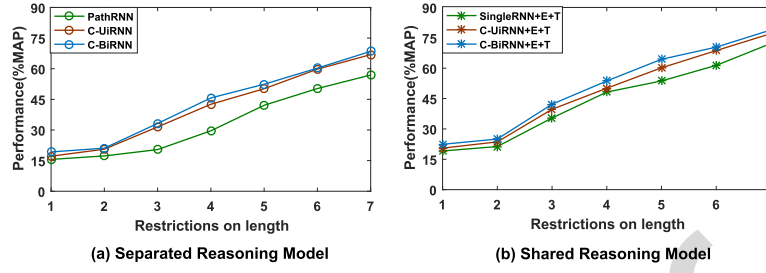 90
75
60
45
30
15
0
Performance(%MAP)
PathRNN
C-UiRNN
C-BiRNN
1 2 3 4 5 6 7
Restrictions on length
(a) Separated Reasoning Model
90
75
60
45
30
15
0
Performance(%MAP)
SingleRNN+E+T
C-UiRNN+E+T
C-BiRNN+E+T
1 2 3 4 5 6
Restrictions on length
(b) Shared Reasoning Model